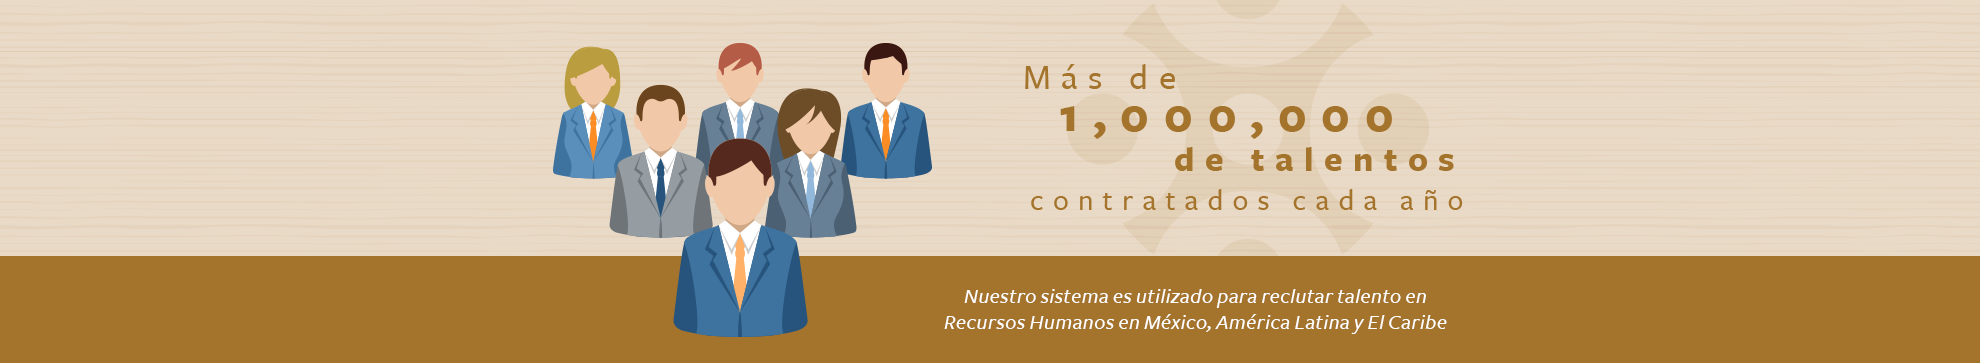 Más de
1,000,000
de talentos
contratados cada año
Nuestro sistema es utilizado para reclutar talento en
Recursos Humanos en México, América Latina y El Caribe